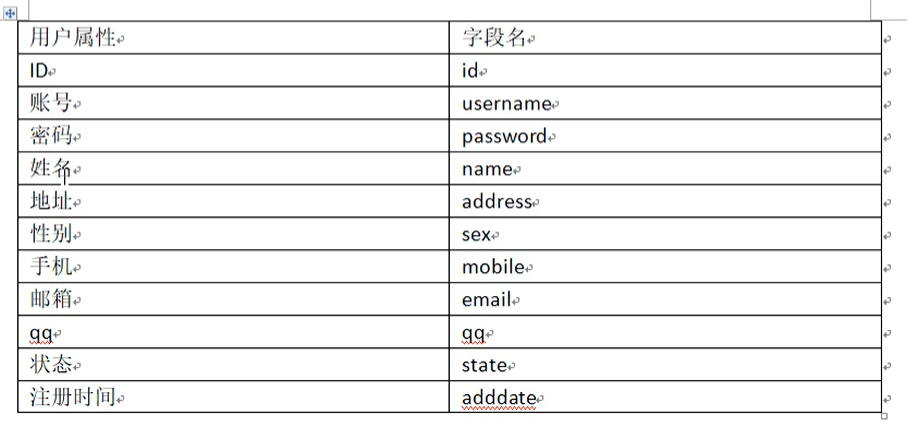 用户属性 字段名
ID id
账号 username
密码 password
姓名 name
地址 address
性别 sex
手机 mobile
邮箱 email
qq qq
状态 state
注册时间 adddate